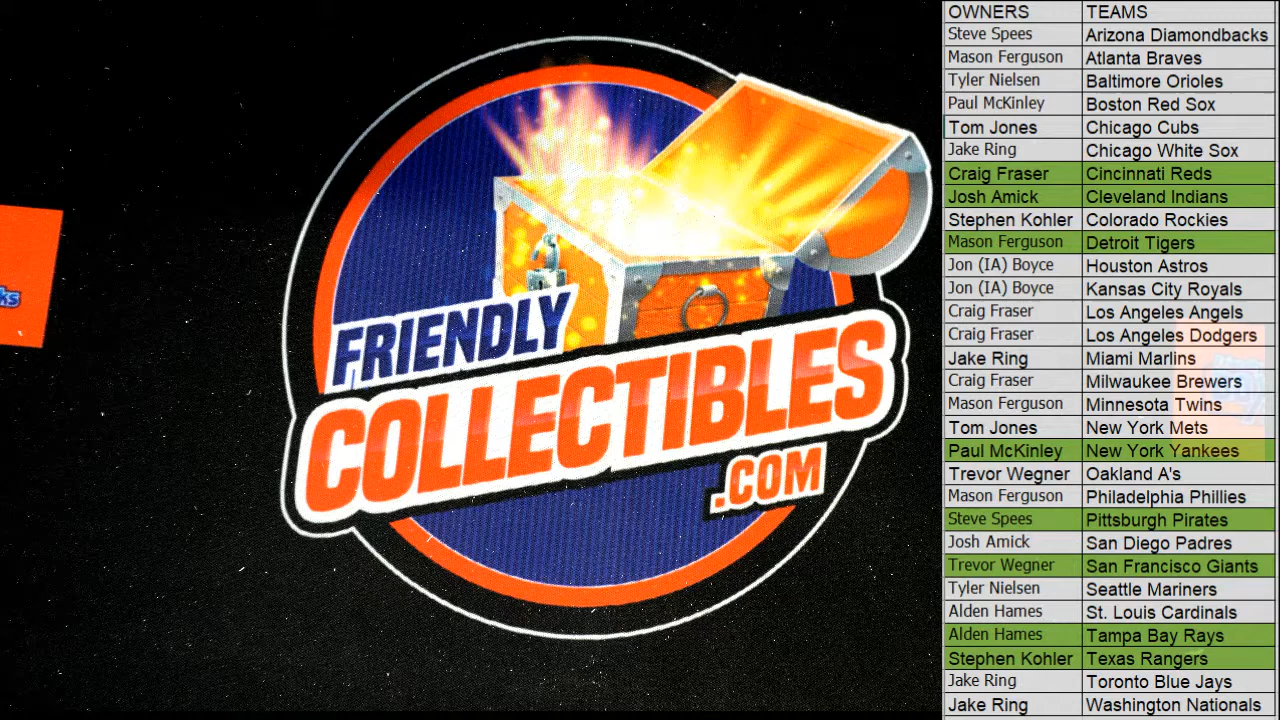 FRIENDLY
COLLECTIBLES
.COM
ks
OWNERS TEAMS
Steve Spees Arizona Diamondbacks
Mason Ferguson Atlanta Braves
Tyler Nielsen Baltimore Orioles
Paul McKinley Boston Red Sox
Tom Jones Chicago Cubs
Jake Ring Chicago White Sox
Craig Fraser Cincinnati Reds
Josh Amick Cleveland Indians
Stephen Kohler Colorado Rockies
Mason Ferguson Detroit Tigers
Jon (IA) Boyce Houston Astros
Jon (IA) Boyce Kansas City Royals
Craig Fraser Los Angeles Angels
Craig Fraser Los Angeles Dodgers
Jake Ring Miami Marlins
Craig Fraser Milwaukee Brewers
Mason Ferguson Minnesota Twins
Tom Jones New York Mets
Paul McKinley New York Yankees
Trevor Wegner Oakland A's
Mason Ferguson Philadelphia Phillies
Steve Spees Pittsburgh Pirates
Josh Amick San Diego Padres
Trevor Wegner San Francisco Giants
Tyler Nielsen Seattle Mariners
Alden Hames St. Louis Cardinals
Alden Hames Tampa Bay Rays
Stephen Kohler Texas Rangers
Jake Ring Toronto Blue Jays
Jake Ring Washington Nationals